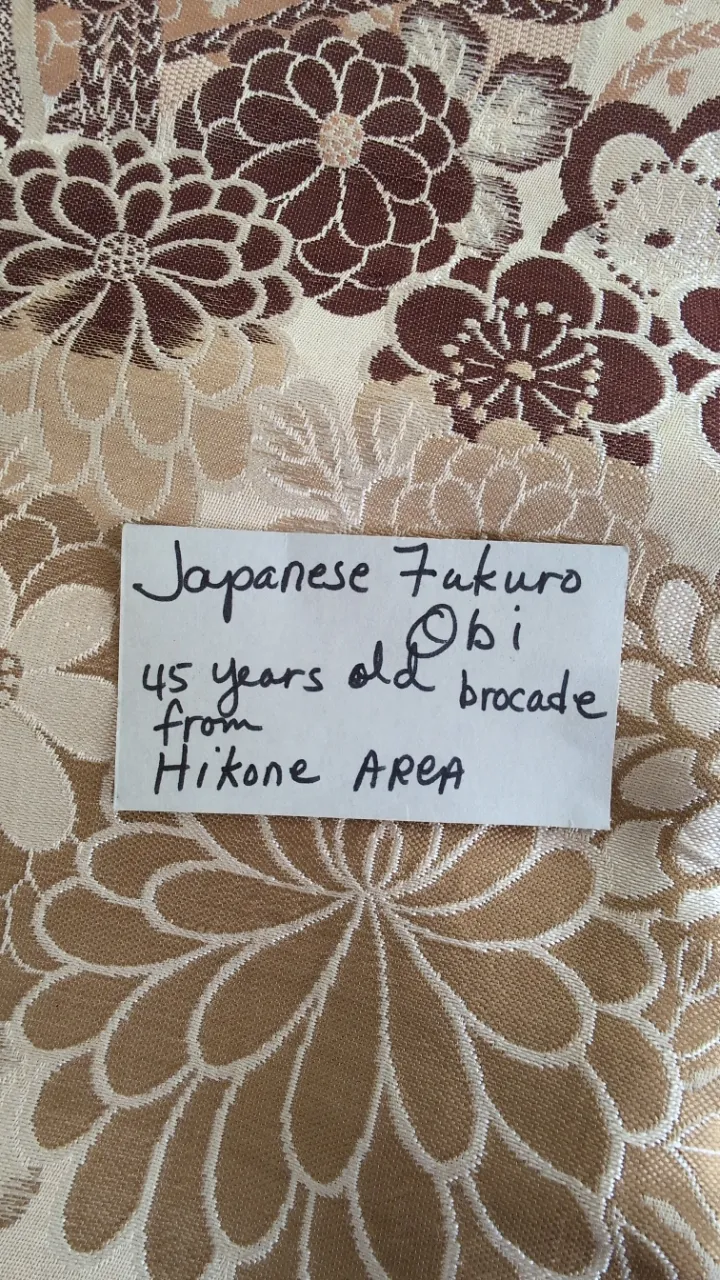 Japanese Fukuro
Obi
45 years old brocade
from
Hikone AREA